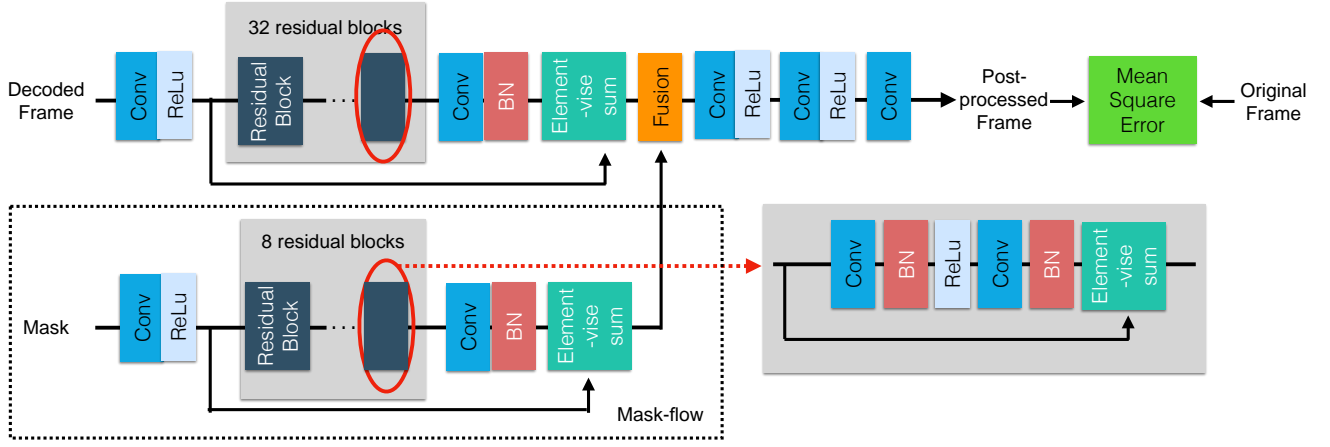 32 residual blocks
Decoded
Frame
Conv
ReLu
Residual
Block
...
Conv
BN
Element
-vise
sum
Fusion
Conv
ReLu
Conv
ReLu
Conv
Post-
processed
Frame
Mean
Square
Error
Original
Frame
8 residual blocks
Mask
Conv
ReLu
Residual
Block
...
Conv
BN
Element
-vise
sum
Mask-flow
Conv
BN
ReLu
Conv
BN
Element
-vise
sum